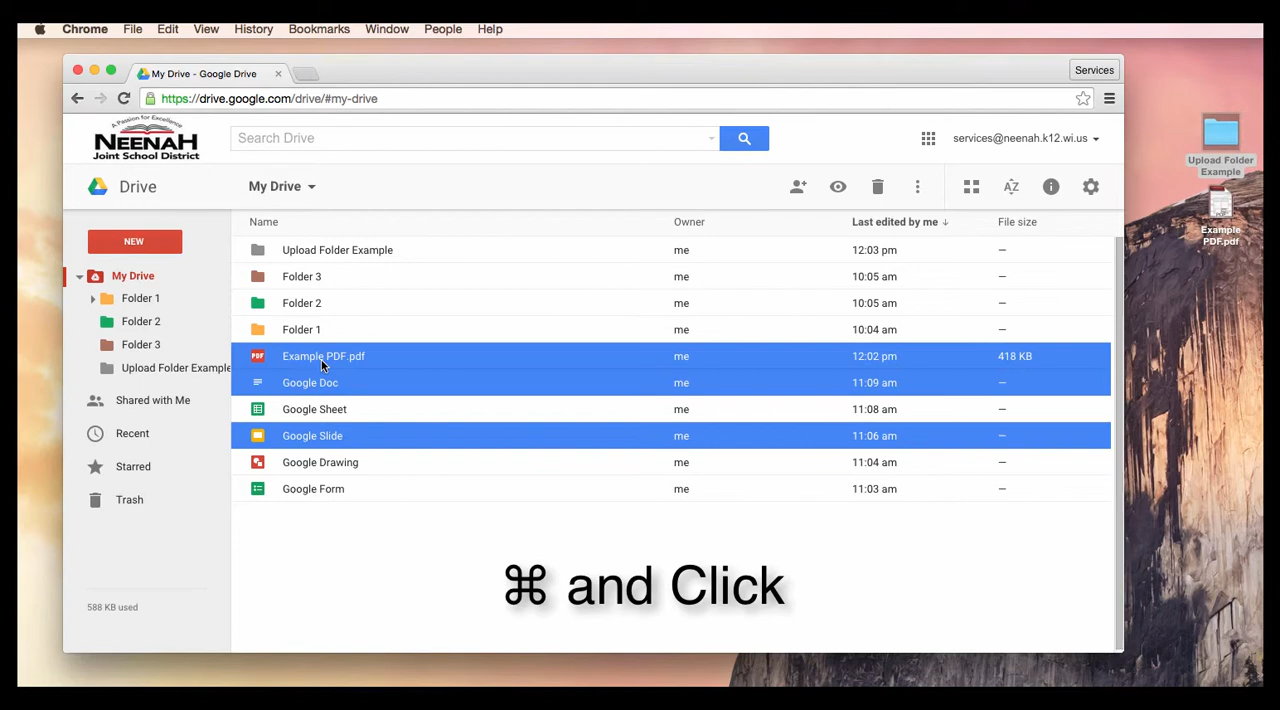 Chrome File Edit View History Bookmarks Window People Help
My Drive - Google Drive
Services
https://drive.google.com/drive/#my-drive
A Passion for Excellence
NEENAH
Joint School District
Search Drive
services@neenah.k12.wi.us
Upload Folder
Example
Drive
My Drive
AZ
Name Owner Last edited by me ↓ File size
Example
PDF.pdf
NEW
My Drive
Folder 1
Folder 2
Folder 3
Upload Folder Example
Shared with Me
Recent
Starred
Trash
588 KB used
Upload Folder Example me 12:03 pm —
Folder 3 me 10:05 am —
Folder 2 me 10:05 am —
Folder 1 me 10:04 am —
PDF Example PDF.pdf me 12:02 pm 418 KB
Google Doc me 11:09 am —
Google Sheet me 11:08 am —
Google Slide me 11:06 am —
Google Drawing me 11:04 am —
Google Form me 11:03 am —
⌘ and Click